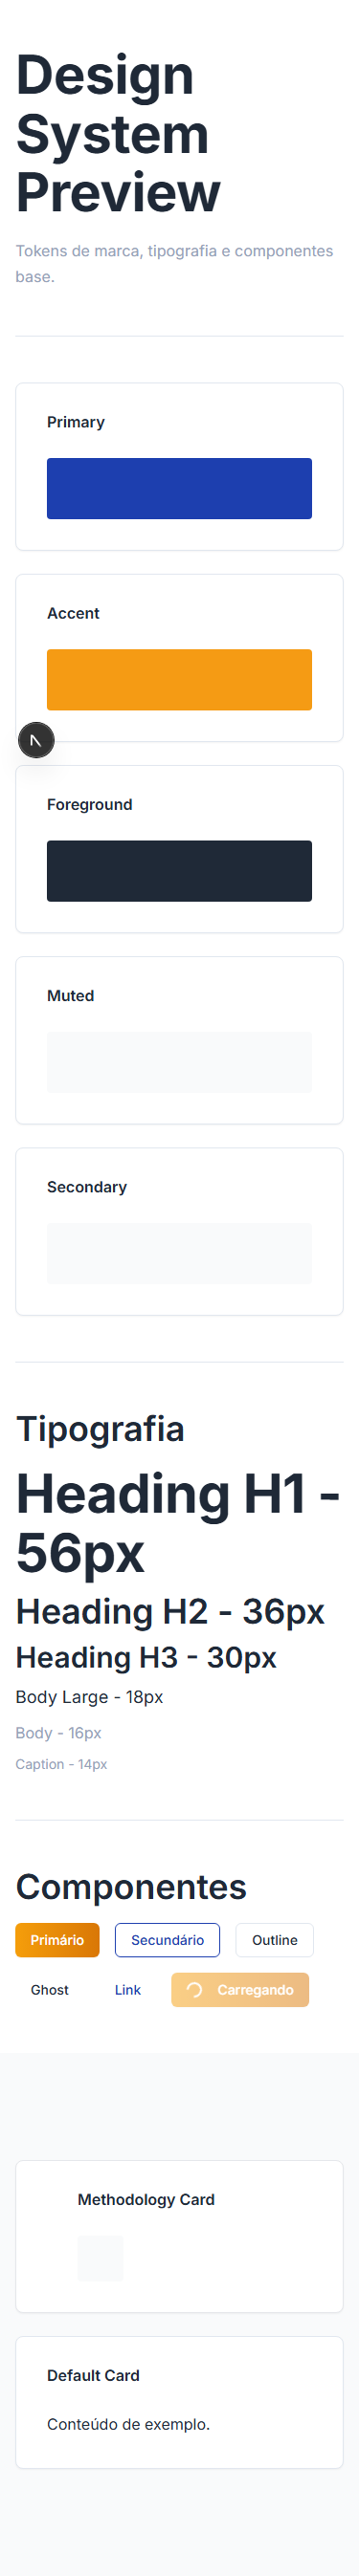 Design
System
Preview
Tokens de marca, tipografia e componentes
base.
Primary
Accent
Foreground
Muted
Secondary
Tipografia
Heading H1 -
56px
Heading H2 - 36px
Heading H3 - 30px
Body Large - 18px
Body - 16px
Caption - 14px
Componentes
Primário Secundário Outline
Ghost Link Carregando
Methodology Card
Default Card
Conteúdo de exemplo.